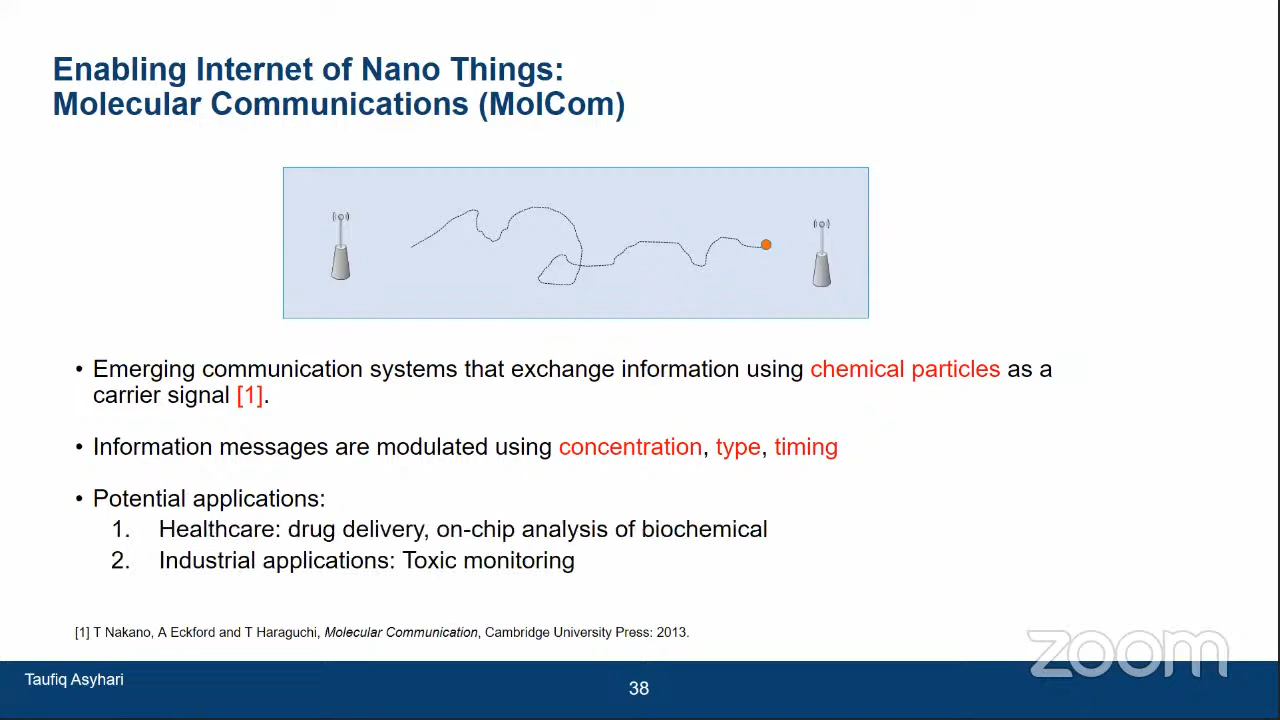 Enabling Internet of Nano Things:
Molecular Communications (MolCom)
• Emerging communication systems that exchange information using chemical particles as a
carrier signal [1].
• Information messages are modulated using concentration, type, timing
• Potential applications:
1. Healthcare: drug delivery, on-chip analysis of biochemical
2. Industrial applications: Toxic monitoring
[1] T Nakano, A Eckford and T Haraguchi, Molecular Communication, Cambridge University Press: 2013.
zoom
Taufiq Asyhari
38